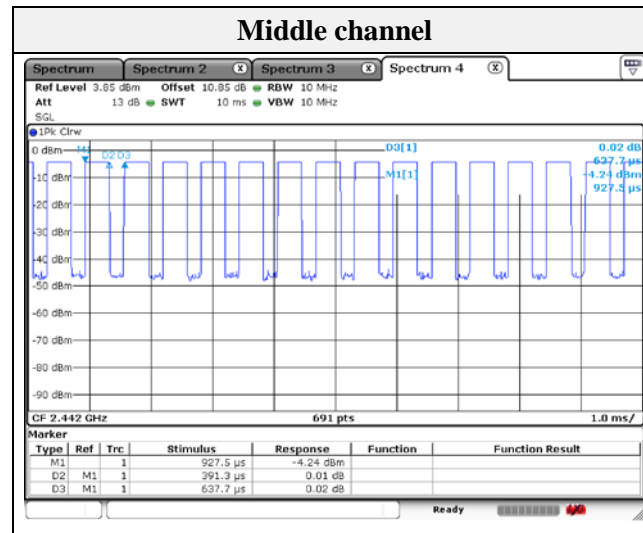 Middle channel
Spectrum Spectrum 2 X Spectrum 3 X Spectrum 4 X
Ref Level 3.85 dBm Offset 10.85 dB RBW 10 MHz
Att 13 dB SWT 10 ms VBW 10 MHz
SGL
1Pk Clrw
D3[1] 0.02 dB
637.7 µs
M1[1] -4.24 dBm
927.5 µs
M1
D2 D3
0 dBm
-10 dBm
-20 dBm
-30 dBm
-40 dBm
-50 dBm
-60 dBm
-70 dBm
-80 dBm
-90 dBm
CF 2.442 GHz 691 pts 1.0 ms/
Marker
Type Ref Trc Stimulus Response Function Function Result
M1 1 927.5 µs -4.24 dBm
D2 M1 1 391.3 µs 0.01 dB
D3 M1 1 637.7 µs 0.02 dB
Ready